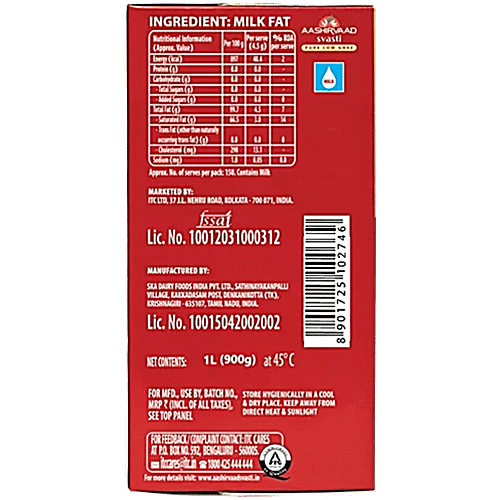 INGREDIENT: MILK FAT
AASHIRVAAD
svasti
PURE COW GHEE
Nutritional Information (Approx. Value) Per 100 g Per serve (4.5 g) % RDA per serve
Energy (kcal) 897 40.4 2
Protein (g) 0.0 0.0
Carbohydrate (g) 0.0 0.0
- Total Sugars (g) 0.0 0.0
- Added Sugars (g) 0.0 0.0 0
Total Fat (g) 99.7 4.5 7
- Saturated Fat (g) 66.5 3.0 14
- Trans Fat (other than naturally occurring trans fat) (g) 0.0 0.0 0
- Cholesterol (mg) 290 13.1
Sodium (mg) 1.0 0.05 0.0
Approx. No. of serves per pack: 150. Contains Milk
MILK
MARKETED BY:
ITC LTD, 37 J.L. NEHRU ROAD, KOLKATA - 700 071, INDIA.
fssai
Lic. No. 10012031000312
MANUFACTURED BY:
SKA DAIRY FOODS INDIA PVT. LTD., SATHINAYAKANPALLI
VILLAGE, KAKKADASAM POST, DENKANIKOTTA (TK),
KRISHNAGIRI - 635107, TAMIL NADU, INDIA.
Lic. No. 10015042002002
8 901725 102746
NET CONTENTS: 1L (900g) at 45°C
FOR MFD., USE BY, BATCH NO.,
MRP ₹ (INCL. OF ALL TAXES),
SEE TOP PANEL
STORE HYGIENICALLY IN A COOL
& DRY PLACE. KEEP AWAY FROM
DIRECT HEAT & SUNLIGHT
FOR FEEDBACK/COMPLAINT CONTACT: ITC CARES
AT P.O. BOX NO. 592, BENGALURU - 560005.
itccares@itc.in 1800 425 444 444
For more details visit: www.aashirvaadsvasti.in